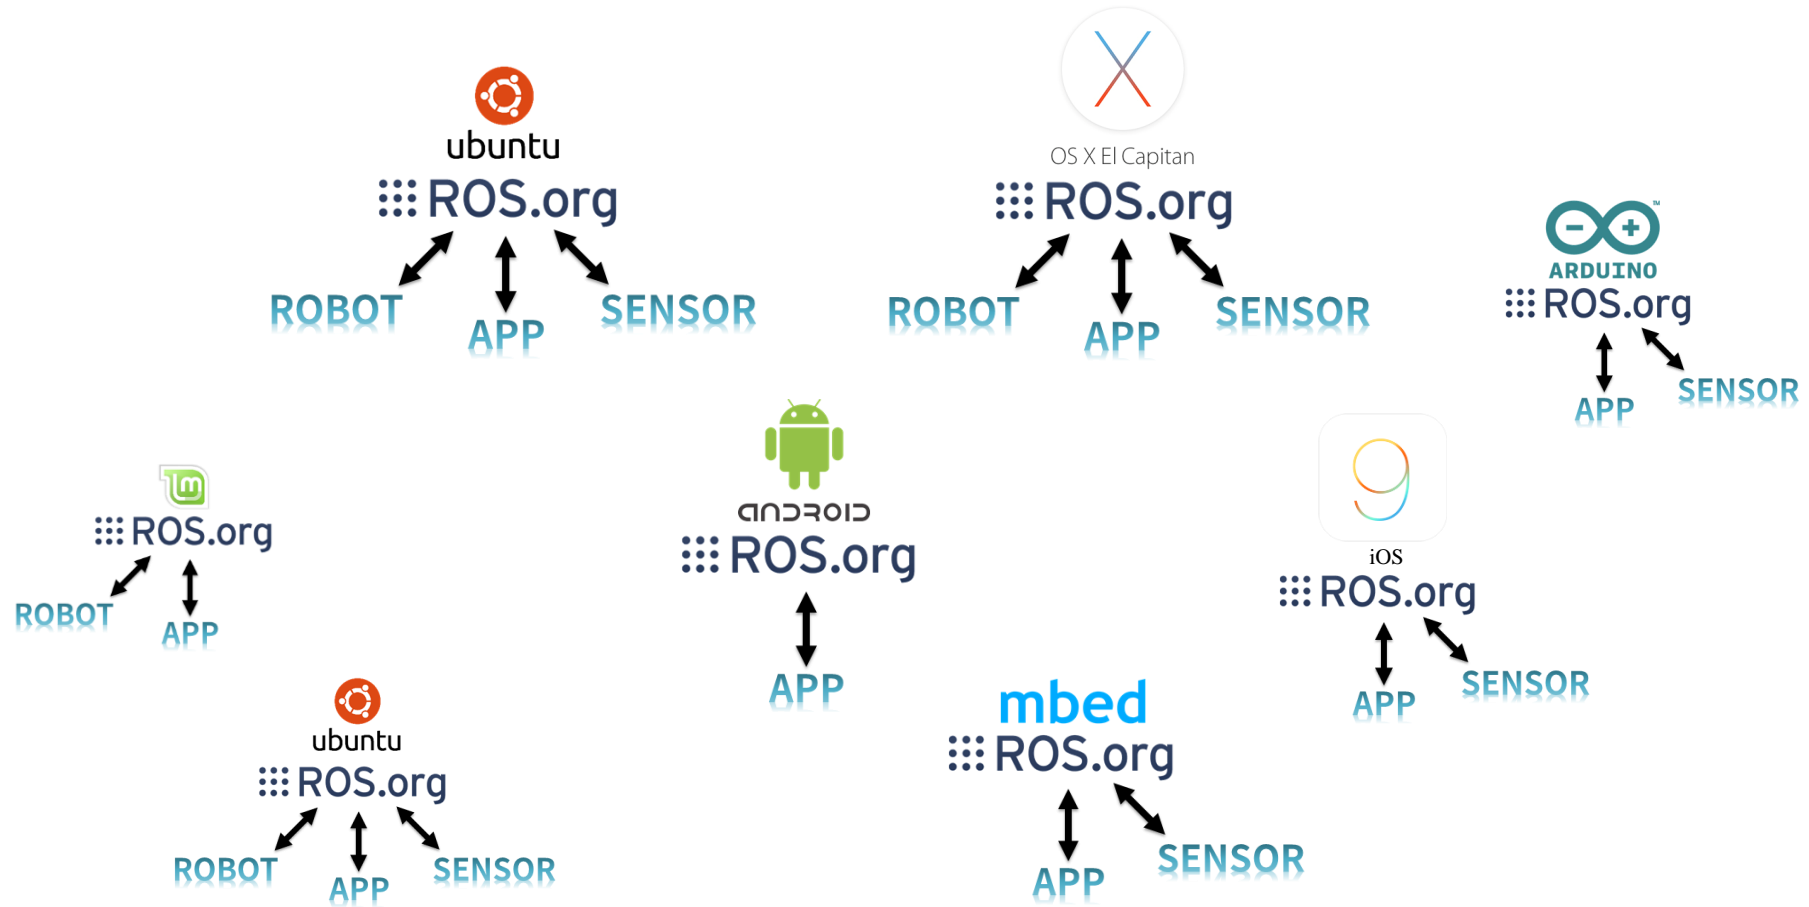 ubuntu
ROS.org
ROBOT
APP
SENSOR
OS X El Capitan
ROS.org
ROBOT
APP
SENSOR
ARDUINO™
ROS.org
APP
SENSOR
lm
ROS.org
ROBOT
APP
ANDROID
ROS.org
APP
9
iOS
ROS.org
APP
SENSOR
ubuntu
ROS.org
ROBOT
APP
SENSOR
mbed
ROS.org
APP
SENSOR